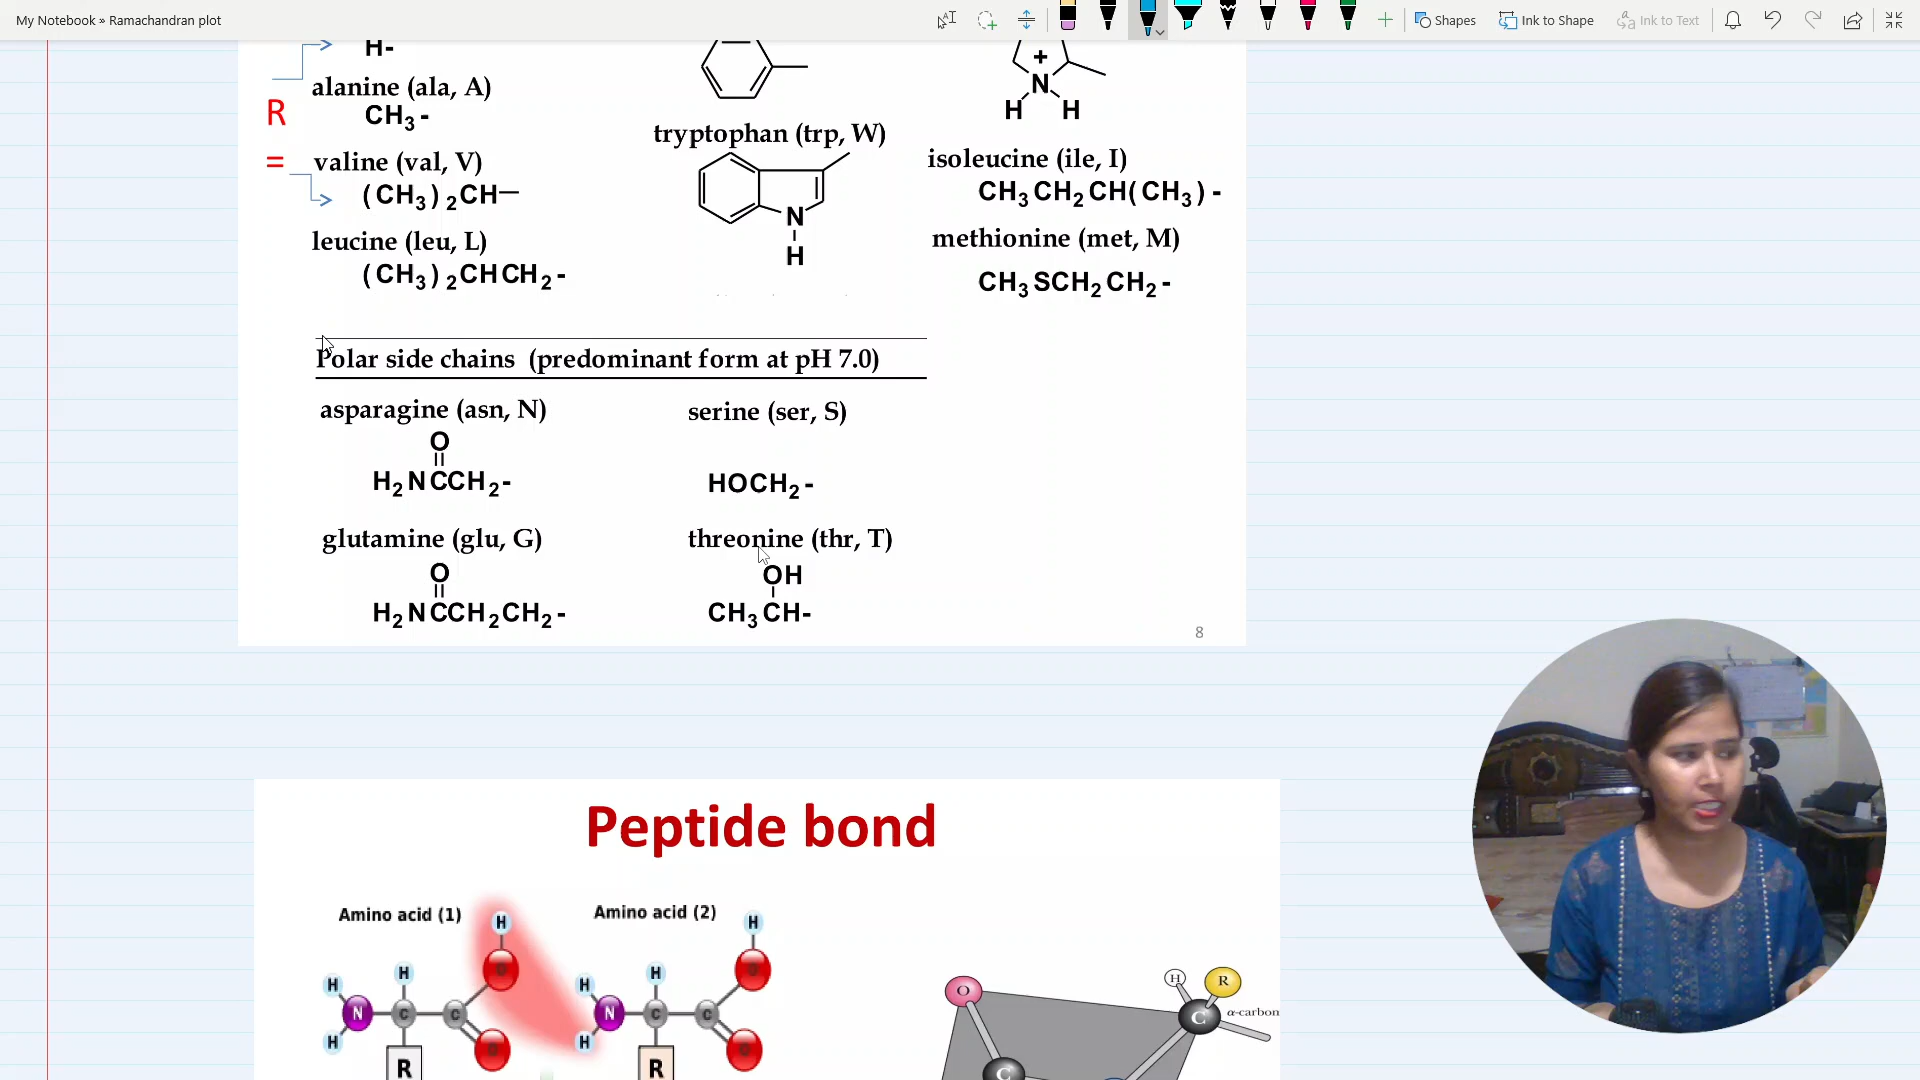 My Notebook » Ramachandran plot
Shapes
Ink to Shape
Ink to Text
H-
alanine (ala, A)
CH3-
R
=
valine (val, V)
(CH3)2CH—
leucine (leu, L)
(CH3)2CHCH2-
tryptophan (trp, W)
N
H
+
N
H H
isoleucine (ile, I)
CH3CH2CH(CH3)-
methionine (met, M)
CH3SCH2CH2-
Polar side chains (predominant form at pH 7.0)
asparagine (asn, N)
O
H2NCCH2-
serine (ser, S)
HOCH2-
glutamine (glu, G)
O
H2NCCH2CH2-
threonine (thr, T)
OH
CH3CH-
8
Peptide bond
Amino acid (1)
H
H
H
O
N C C
H
O
R
Amino acid (2)
H
H
H
O
N C C
H
O
R
O
H
R
C
α-carbon
C